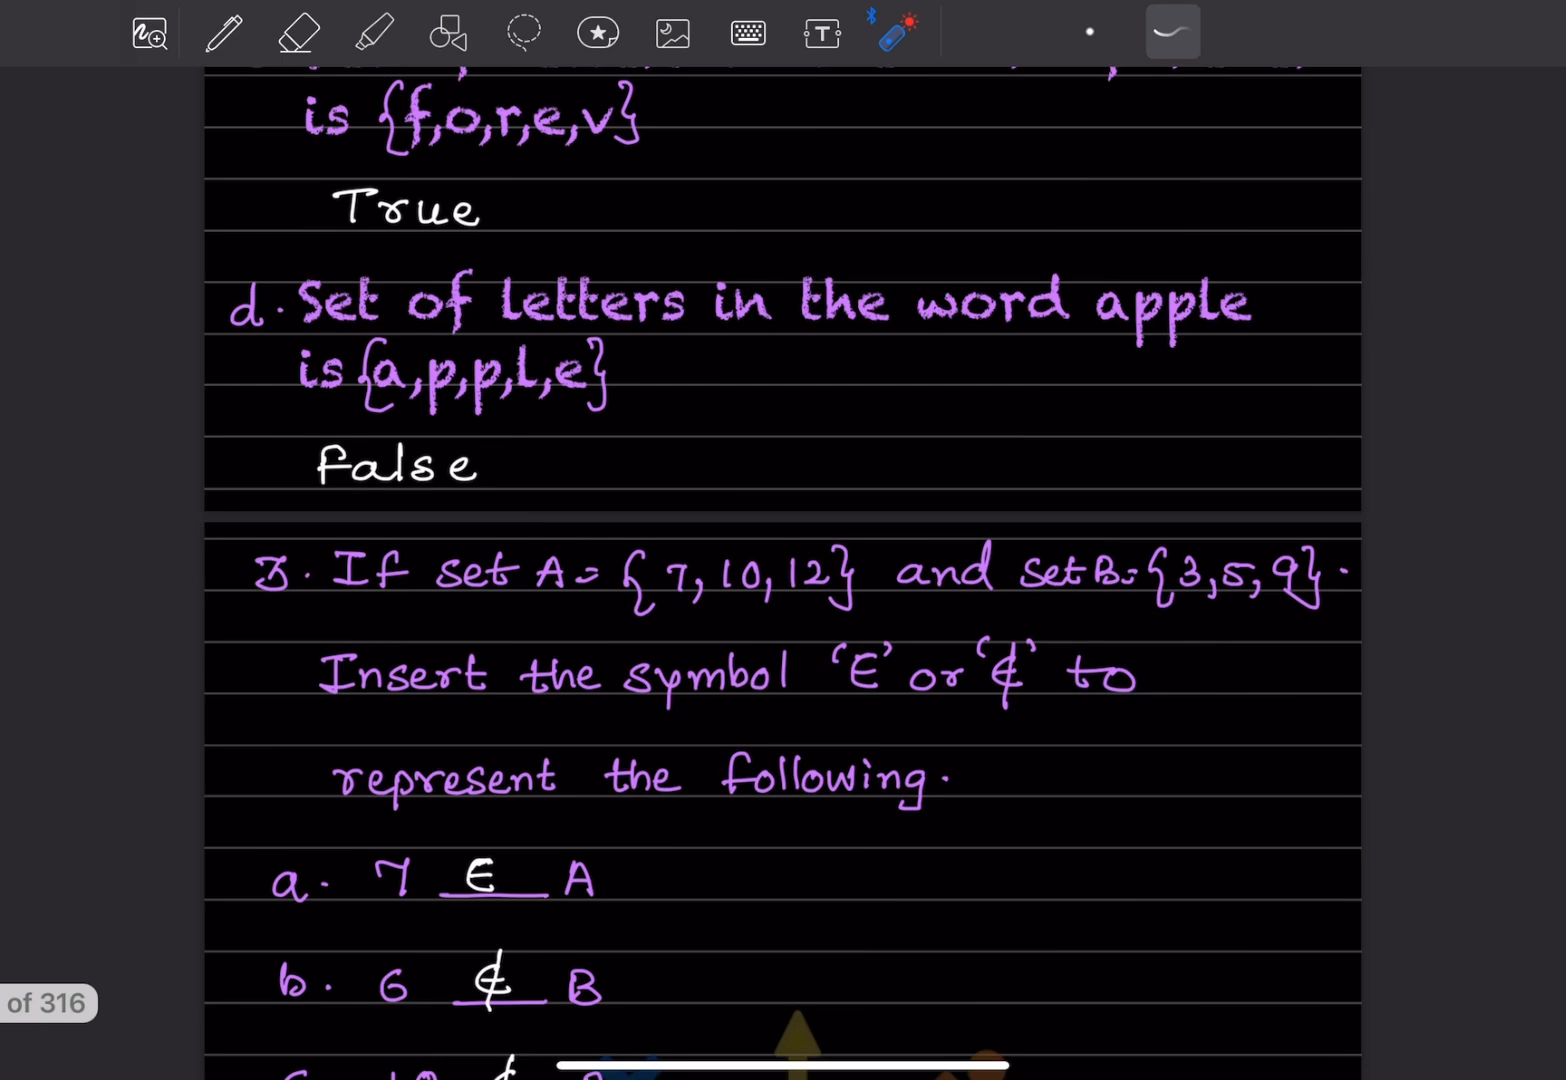 is {f,o,r,e,v}
True
d. Set of letters in the word apple
is {a,p,p,l,e}
False
3. If set A = {7, 10, 12} and set B = {3, 5, 9}.
Insert the symbol '∈' or '∉' to
represent the following.
a. 7 ∈ A
b. 6 ∉ B
of 316